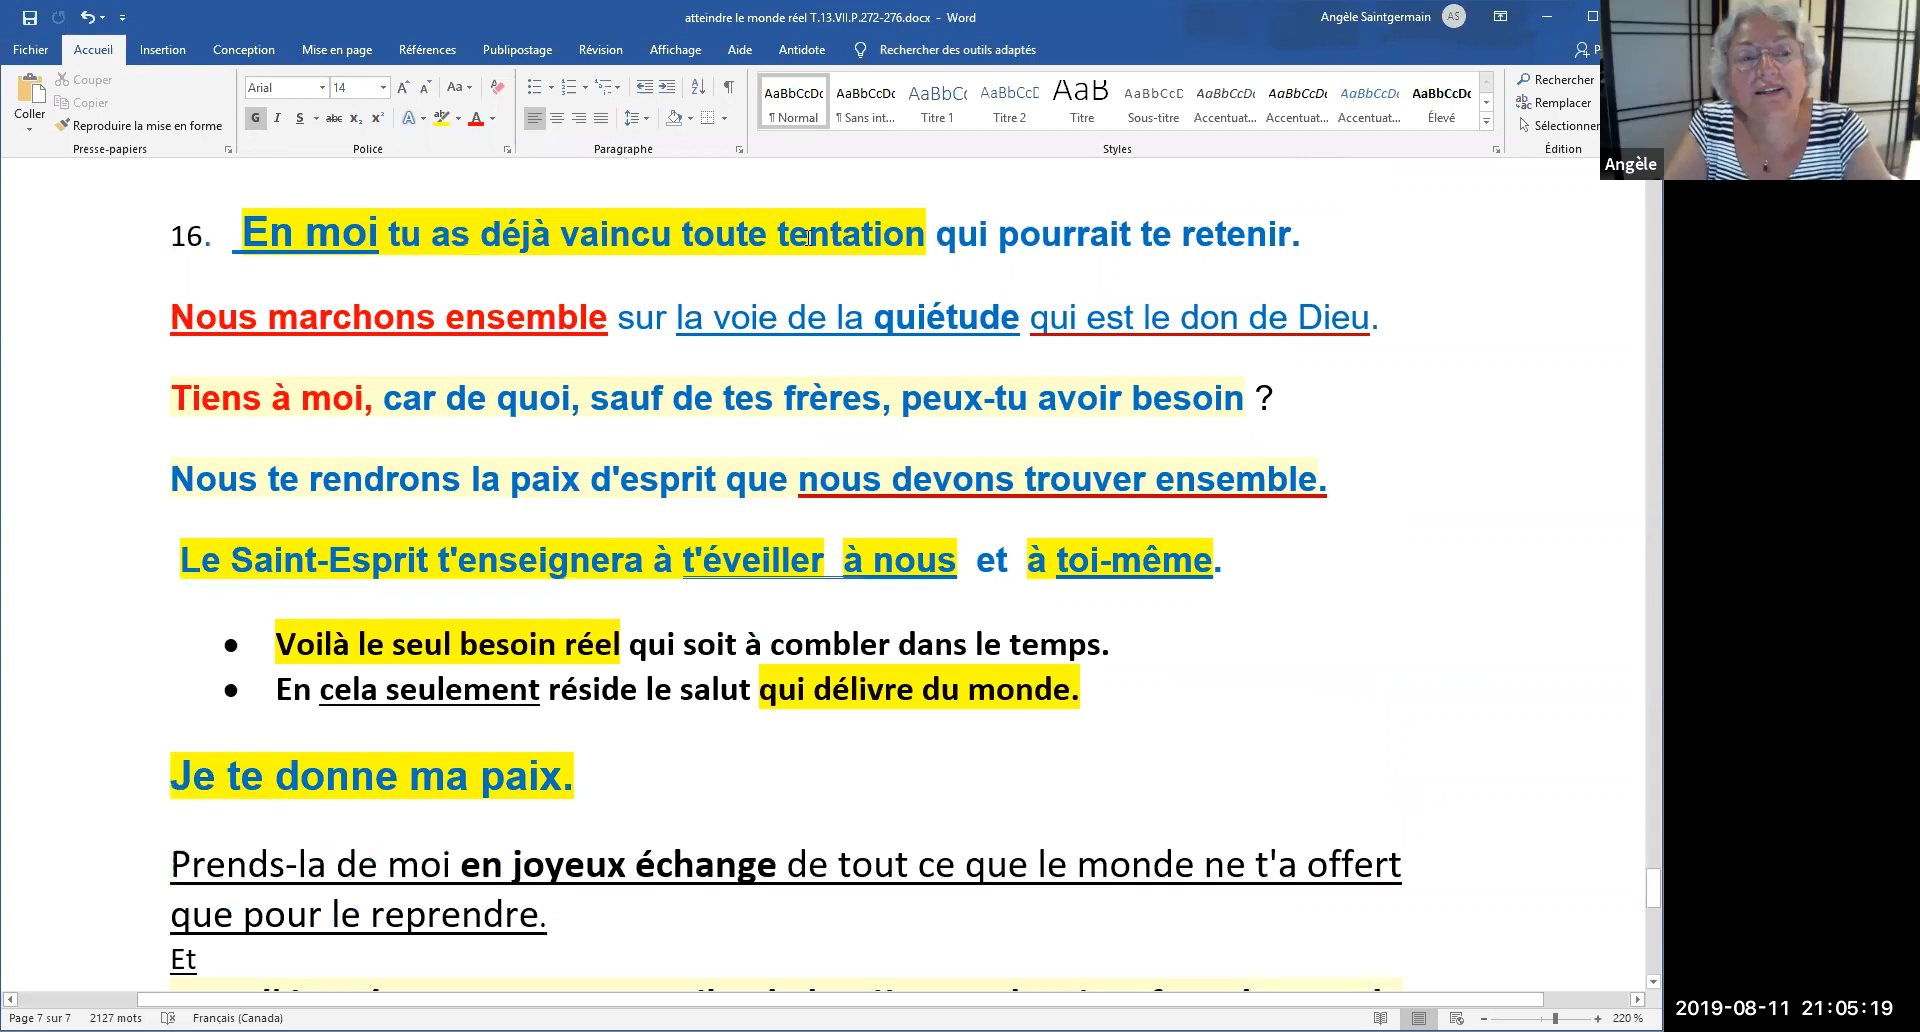 atteindre le monde réel T.13.VII.P.272-276.docx - Word
Angèle Saintgermain AS
Fichier Accueil Insertion Conception Mise en page Références Publipostage Révision Affichage Aide Antidote Rechercher des outils adaptés
Coller
Couper
Copier
Reproduire la mise en forme
Presse-papiers
Arial 14
G I S abc x₂ x²
Police
Paragraphe
AaBbCcDc AaBbCcDc AaBbCc AaBbCcD AaB AaBbCcD AaBbCcDc AaBbCcDc AaBbCcDc AaBbCcDc
¶ Normal ¶ Sans int... Titre 1 Titre 2 Titre Sous-titre Accentuat... Accentuat... Accentuat... Élevé
Styles
Rechercher
Remplacer
Sélectionner
Édition
Angèle
16. En moi tu as déjà vaincu toute tentation qui pourrait te retenir.
Nous marchons ensemble sur la voie de la quiétude qui est le don de Dieu.
Tiens à moi, car de quoi, sauf de tes frères, peux-tu avoir besoin ?
Nous te rendrons la paix d'esprit que nous devons trouver ensemble.
Le Saint-Esprit t'enseignera à t'éveiller à nous et à toi-même.
• Voilà le seul besoin réel qui soit à combler dans le temps.
• En cela seulement réside le salut qui délivre du monde.
Je te donne ma paix.
Prends-la de moi en joyeux échange de tout ce que le monde ne t'a offert
que pour le reprendre.
Et
Page 7 sur 7 2127 mots Français (Canada) 220 %
2019-08-11 21:05:19